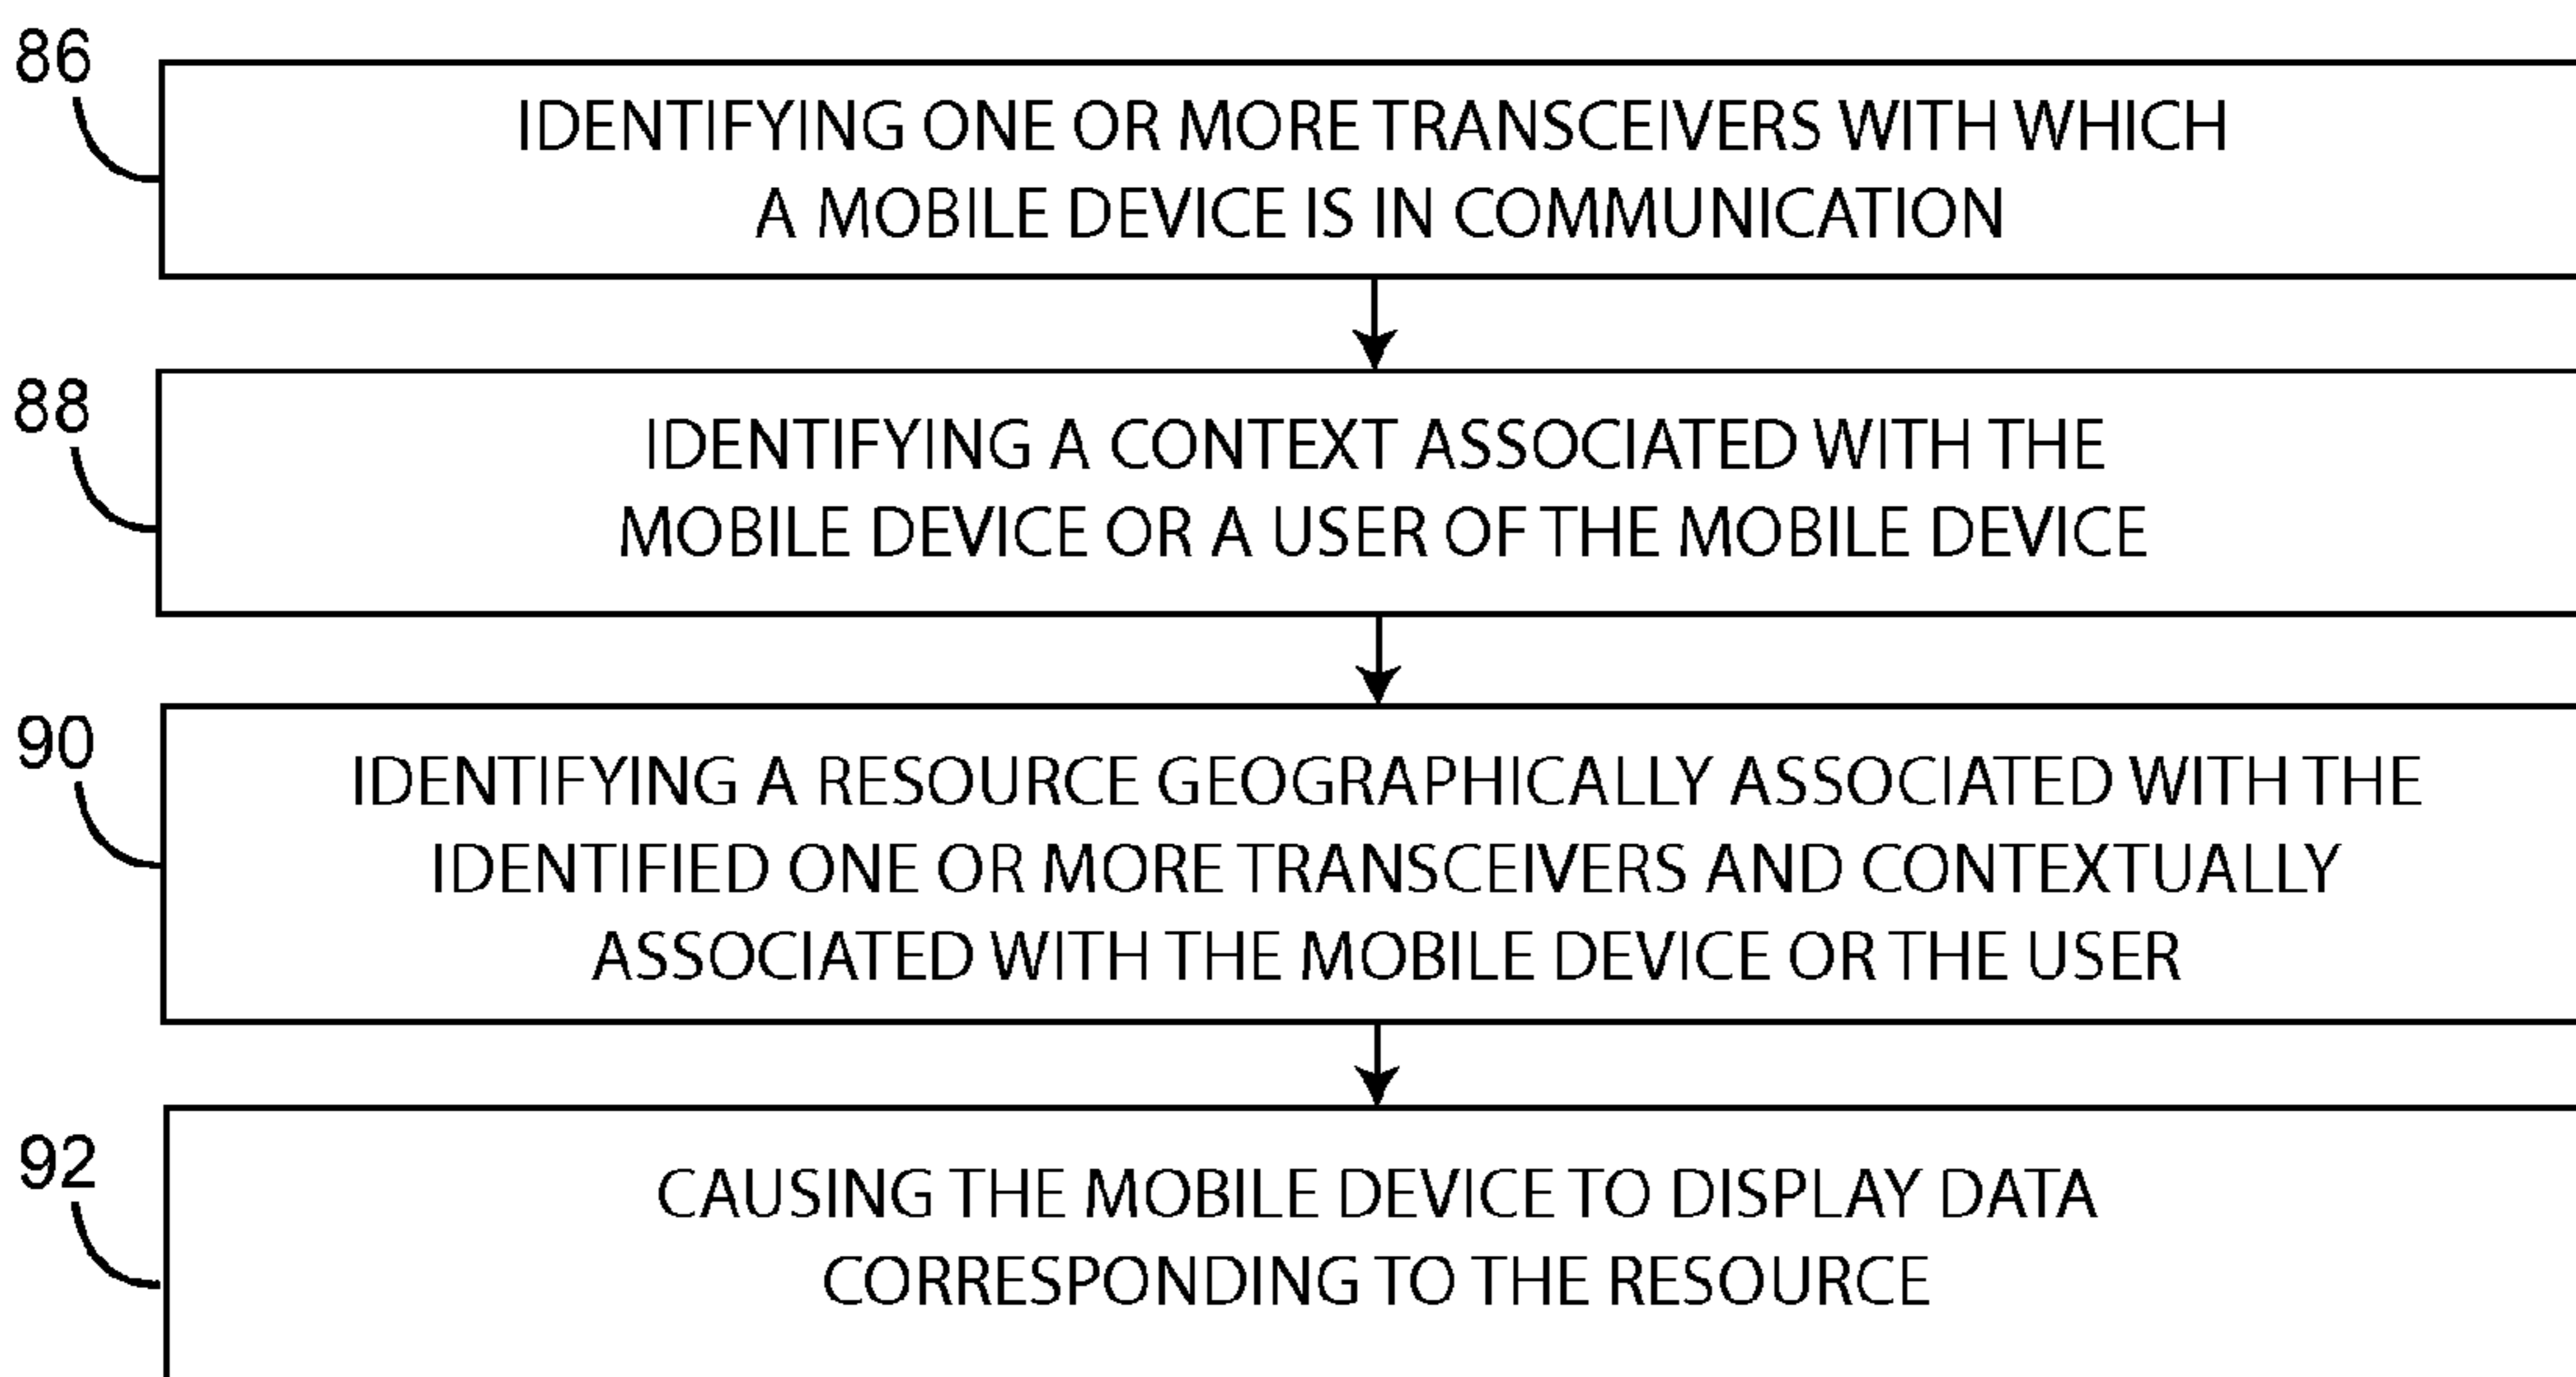 86
IDENTIFYING ONE OR MORE TRANSCEIVERS WITH WHICH
A MOBILE DEVICE IS IN COMMUNICATION
88
IDENTIFYING A CONTEXT ASSOCIATED WITH THE
MOBILE DEVICE OR A USER OF THE MOBILE DEVICE
90
IDENTIFYING A RESOURCE GEOGRAPHICALLY ASSOCIATED WITH THE
IDENTIFIED ONE OR MORE TRANSCEIVERS AND CONTEXTUALLY
ASSOCIATED WITH THE MOBILE DEVICE OR THE USER
92
CAUSING THE MOBILE DEVICE TO DISPLAY DATA
CORRESPONDING TO THE RESOURCE